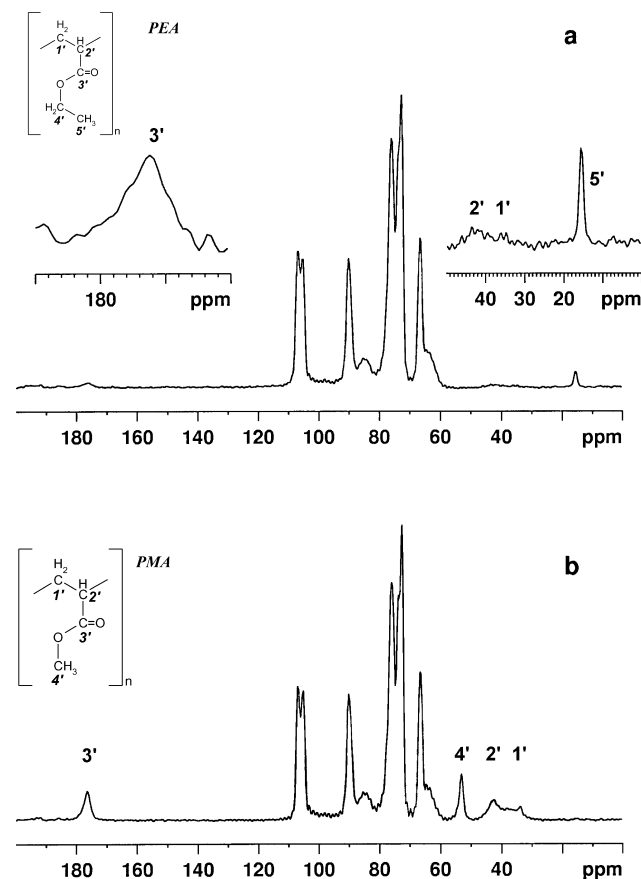 PEA
a
H2
C
H
C
1'
2'
C=O
3'
O
H2C
CH3
4'
5'
n
3'
2' 1'
5'
180 ppm
40 30 20 ppm
180 160 140 120 100 80 60 40 ppm
PMA
b
H2
C
H
C
1'
2'
C=O
3'
O
CH3
4'
n
3'
4' 2' 1'
180 160 140 120 100 80 60 40 ppm